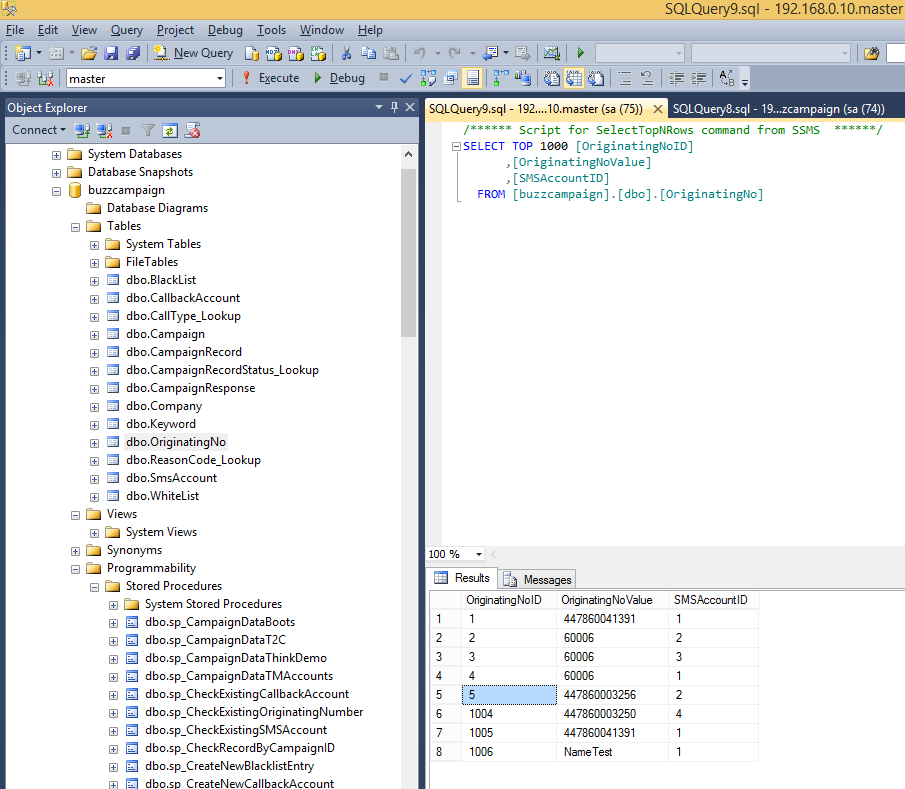 SQLQuery9.sql - 192.168.0.10.master
File Edit View Query Project Debug Tools Window Help
New Query
master Execute Debug
Object Explorer
Connect
System Databases
Database Snapshots
buzzcampaign
Database Diagrams
Tables
System Tables
FileTables
dbo.BlackList
dbo.CallbackAccount
dbo.CallType_Lookup
dbo.Campaign
dbo.CampaignRecord
dbo.CampaignRecordStatus_Lookup
dbo.CampaignResponse
dbo.Company
dbo.Keyword
dbo.OriginatingNo
dbo.ReasonCode_Lookup
dbo.SmsAccount
dbo.WhiteList
Views
System Views
Synonyms
Programmability
Stored Procedures
System Stored Procedures
dbo.sp_CampaignDataBoots
dbo.sp_CampaignDataT2C
dbo.sp_CampaignDataThinkDemo
dbo.sp_CampaignDataTMAccounts
dbo.sp_CheckExistingCallbackAccount
dbo.sp_CheckExistingOriginatingNumber
dbo.sp_CheckExistingSMSAccount
dbo.sp_CheckRecordByCampaignID
dbo.sp_CreateNewBlacklistEntry
dbo.sp_CreateNewCallbackAccount
SQLQuery9.sql - 192....10.master (sa (75)) SQLQuery8.sql - 19...zcampaign (sa (74))
/****** Script for SelectTopNRows command from SSMS ******/
SELECT TOP 1000 [OriginatingNoID]
,[OriginatingNoValue]
,[SMSAccountID]
FROM [buzzcampaign].[dbo].[OriginatingNo]
100 %
Results Messages
OriginatingNoID OriginatingNoValue SMSAccountID
1 1 447860041391 1
2 2 60006 2
3 3 60006 3
4 4 60006 1
5 5 447860003256 2
6 1004 447860003250 4
7 1005 447860041391 1
8 1006 NameTest 1